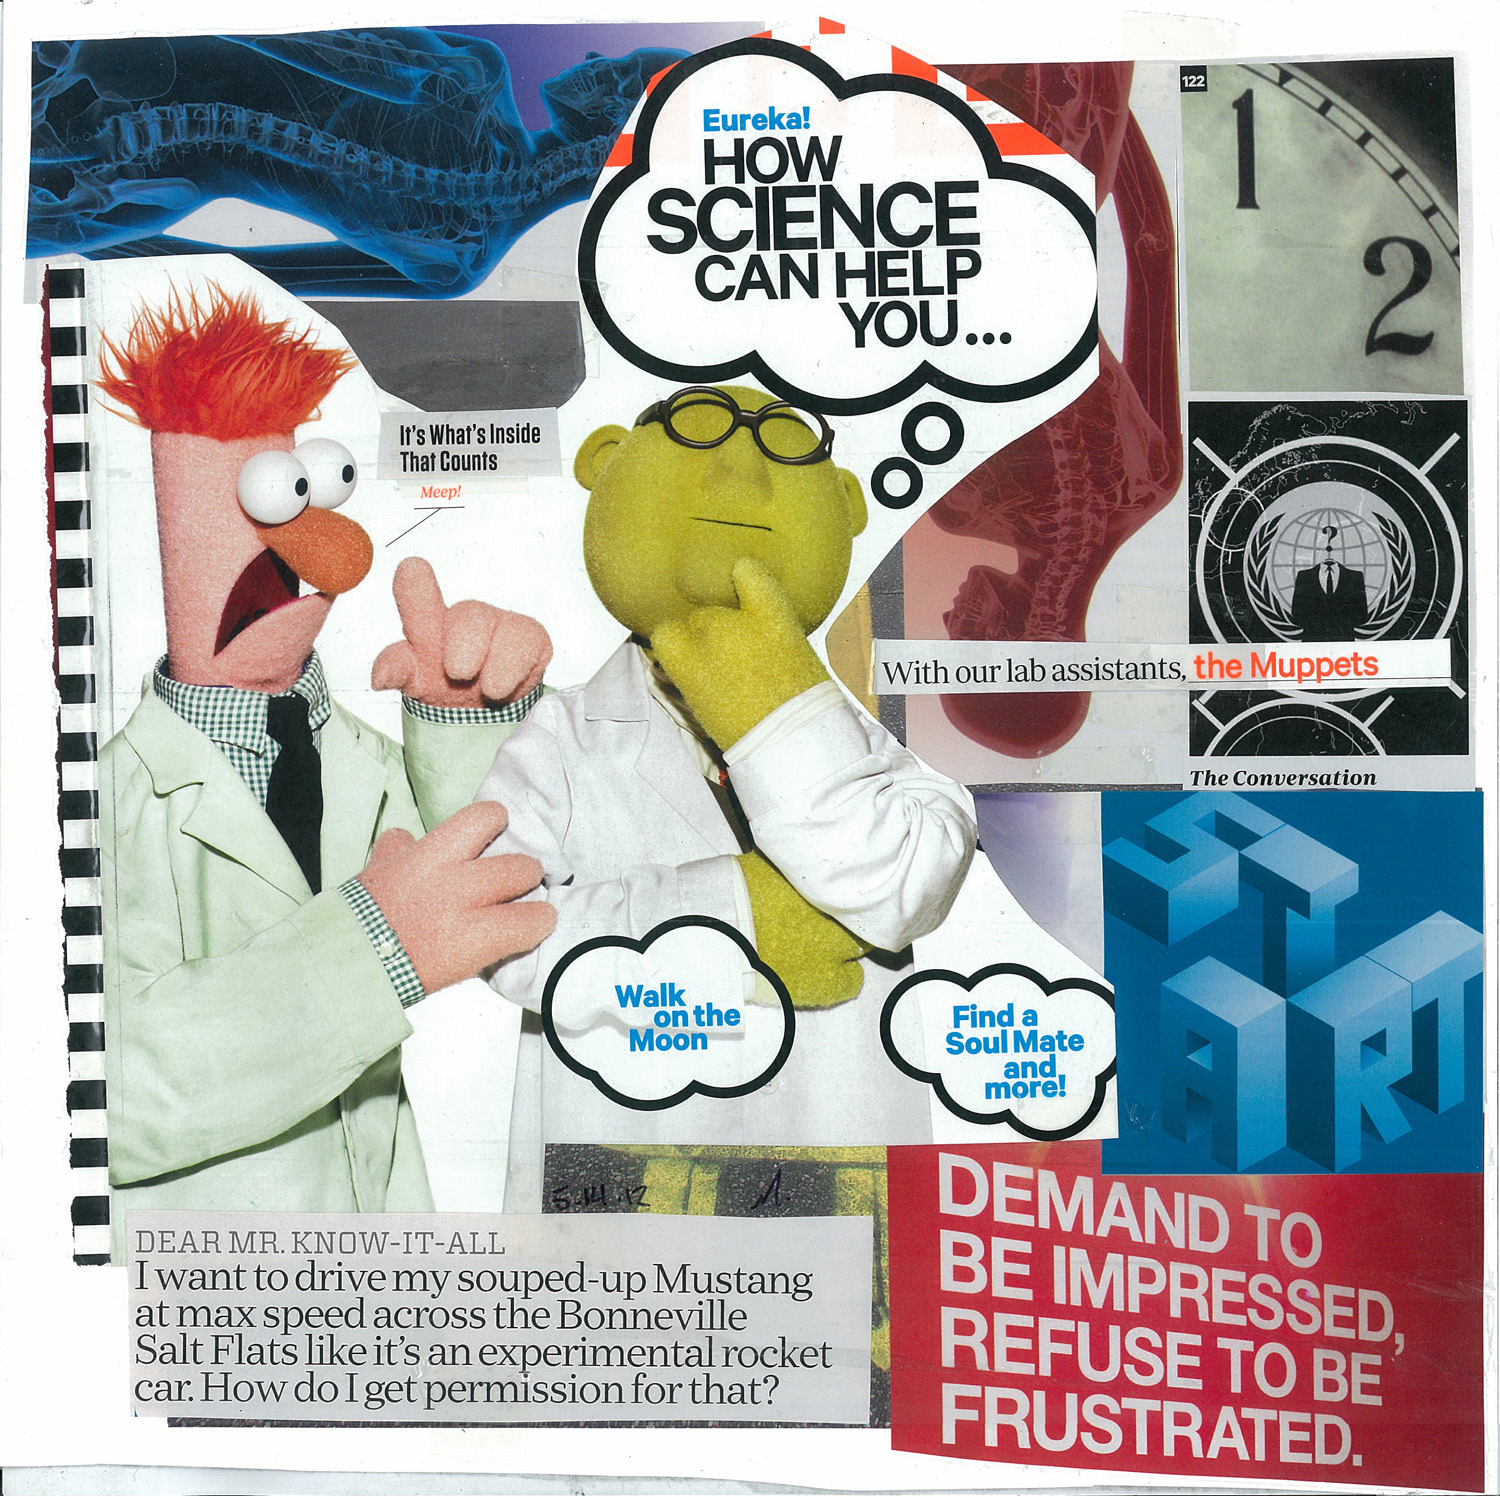 Eureka!
HOW
SCIENCE
CAN HELP
YOU...
122
1
2
It's What's Inside
That Counts
Meep!
?
With our lab assistants, the Muppets
The Conversation
START
Walk
on the
Moon
Find a
Soul Mate
and
more!
5.14.12
DEAR MR. KNOW-IT-ALL
I want to drive my souped-up Mustang
at max speed across the Bonneville
Salt Flats like it's an experimental rocket
car. How do I get permission for that?
DEMAND TO
BE IMPRESSED,
REFUSE TO BE
FRUSTRATED.